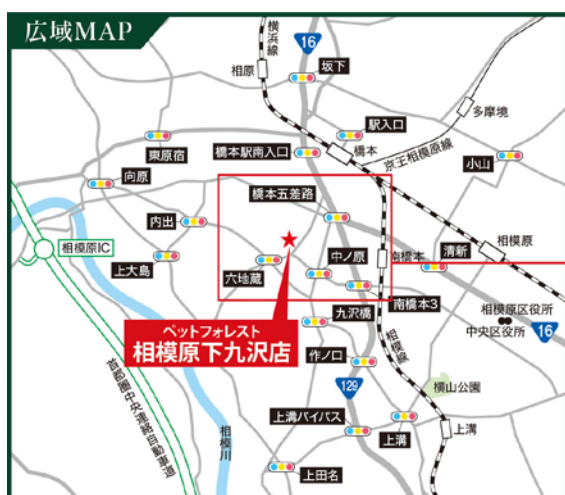 広域MAP
横浜線
16
坂下
相原
多摩境
駅入口
京王相模原線
橋本
小山
東原宿
橋本駅南入口
向原
橋本五差路
内出
相模原
相模原IC
中ノ原
南橋本
清新
上大島
六地蔵
南橋本3
相模原区役所
中央区役所
16
九沢橋
ペットフォレスト
相模原下九沢店
相模線
作ノ口
首都圏中央連絡自動車道
129
横山公園
相模川
上溝バイパス
上溝
上溝
上田名